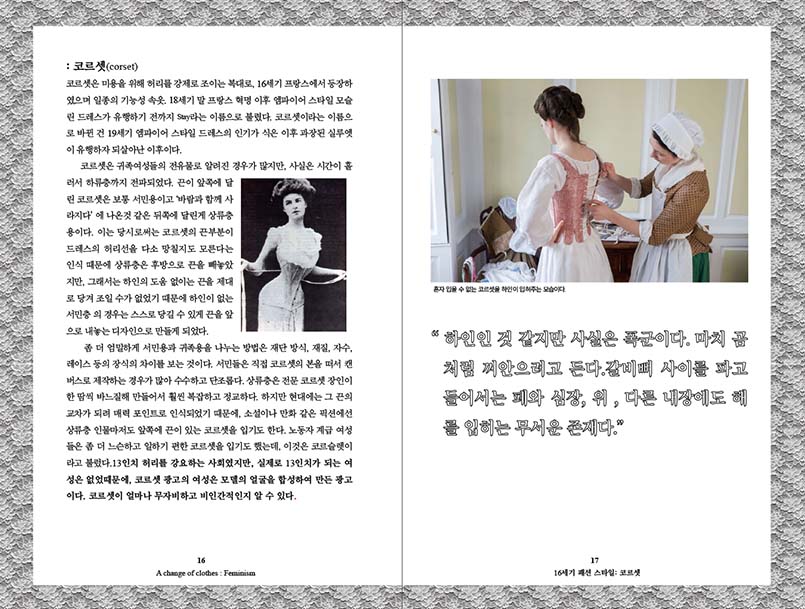 : 코르셋(corset)
코르셋은 미용을 위해 허리를 강제로 조이는 복대로, 16세기 프랑스에서 등장하
였으며 일종의 기능성 속옷. 18세기 말 프랑스 혁명 이후 엠파이어 스타일 모슬
린 드레스가 유행하기 전까지 Stay라는 이름으로 불렸다. 코르셋이라는 이름으
로 바뀐 건 19세기 엠파이어 스타일 드레스의 인기가 식은 이후 과장된 실루엣
이 유행하자 되살아난 이후이다.
코르셋은 귀족여성들의 전유물로 알려진 경우가 많지만, 사실은 시간이 흘
러서 하류층까지 전파되었다. 끈이 앞쪽에 달
린 코르셋은 보통 서민용이고 '바람과 함께 사
라지다' 에 나온것 같은 뒤쪽에 달린게 상류층
용이다. 이는 당시로써는 코르셋의 끈부분이
드레스의 허리선을 다소 망칠지도 모른다는
인식 때문에 상류층은 후방으로 끈을 빼놓았
지만, 그래서는 하인의 도움 없이는 끈을 제대
로 당겨 조일 수가 없었기 때문에 하인이 없는
서민층 의 경우는 스스로 당길 수 있게 끈을 앞
으로 내놓는 디자인으로 만들게 되었다.
좀 더 엄밀하게 서민용과 귀족용을 나누는 방법은 재단 방식, 재질, 자수,
레이스 등의 장식의 차이를 보는 것이다. 서민들은 직접 코르셋의 본을 떠서 캔
버스로 제작하는 경우가 많아 수수하고 단조롭다. 상류층은 전문 코르셋 장인이
한 땀씩 바느질해 만들어서 훨씬 복잡하고 정교하다. 하지만 현대에는 그 끈의
교차가 되려 매력 포인트로 인식되었기 때문에, 소설이나 만화 같은 픽션에선
상류층 인물마저도 앞쪽에 끈이 있는 코르셋을 입기도 한다. 노동자 계급 여성
들은 좀 더 느슨하고 일하기 편한 코르셋을 입기도 했는데, 이것은 코르슬렛이
라고 불렸다.13인치 허리를 강요하는 사회였지만, 실제로 13인치가 되는 여
성은 없었때문에, 코르셋 광고의 여성은 모델의 얼굴을 합성하여 만든 광고
이다. 코르셋이 얼마나 무자비하고 비인간적인지 알 수 있다.
16
A change of clothes : Feminism
혼자 입을 수 없는 코르셋을 하인이 입혀주는 모습이다.
“ 하인인 것 같지만 사실은 폭군이다. 마치 곰
처럼 껴안으려고 든다.갈비뼈 사이를 파고
들어서는 폐와 심장, 위 , 다른 내장에도 해
를 입히는 무서운 존재다.”
17
16세기 패션 스타일: 코르셋